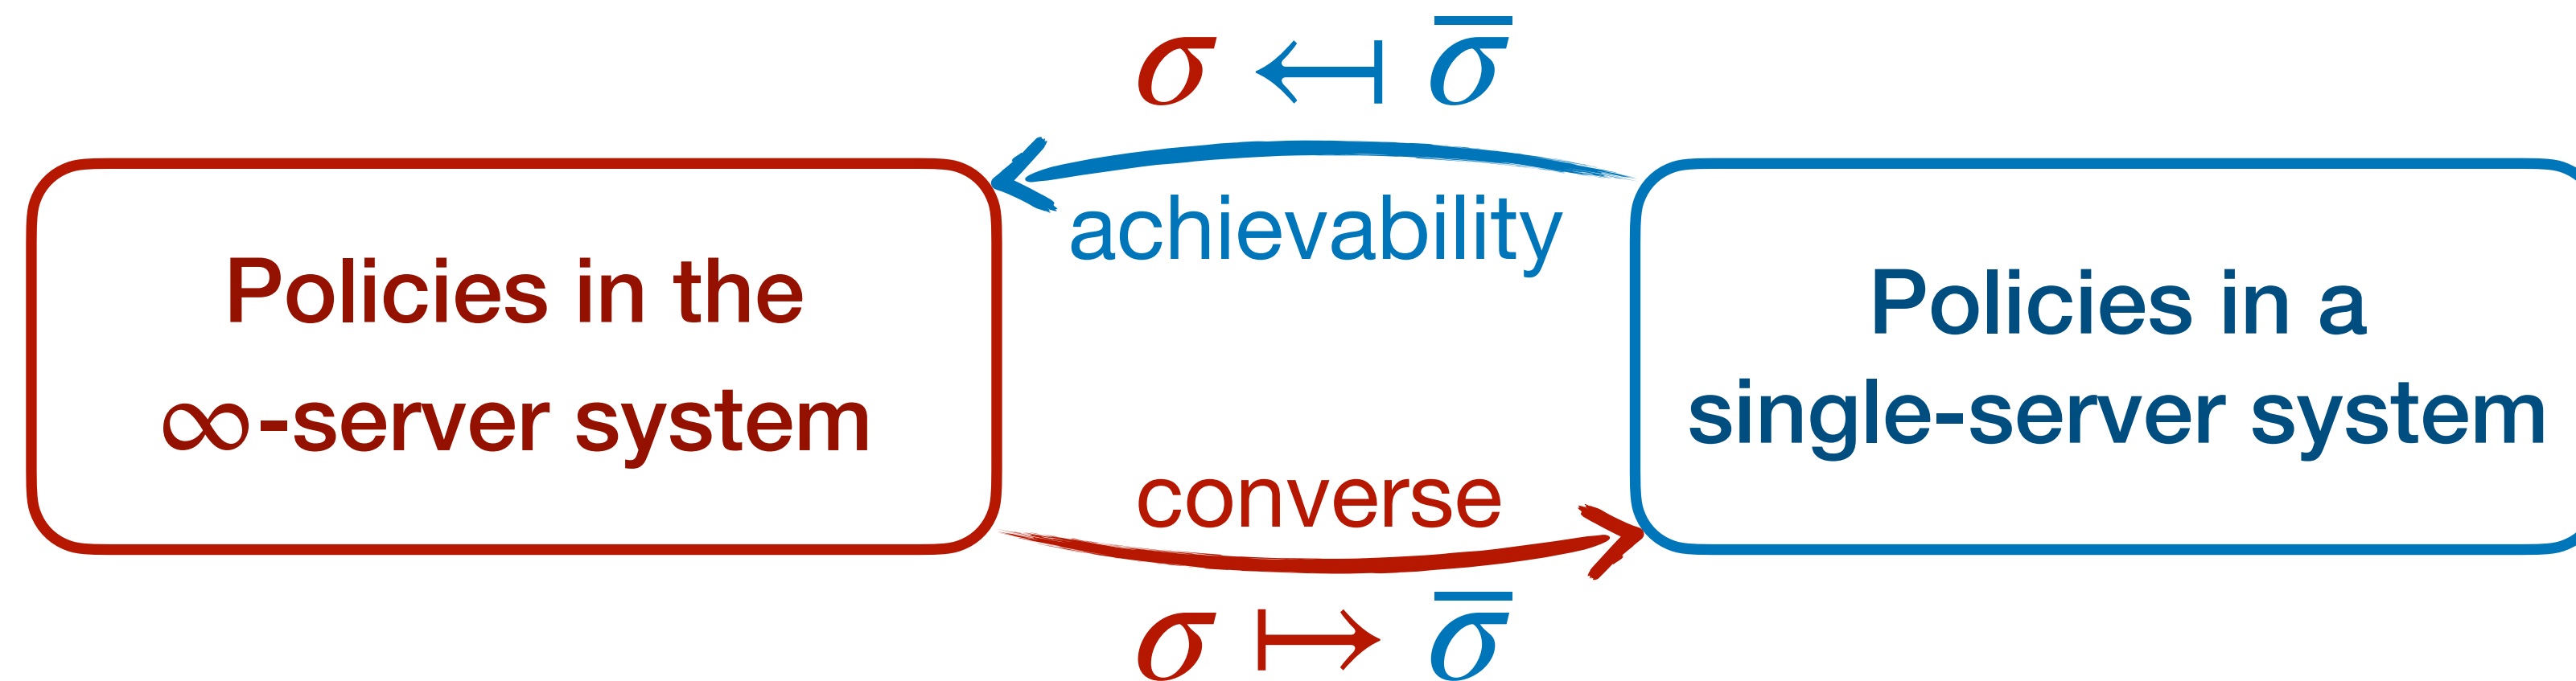 σ ↤ σ̅
achievability
Policies in the
∞-server system
Policies in a
single-server system
converse
σ ↦ σ̅